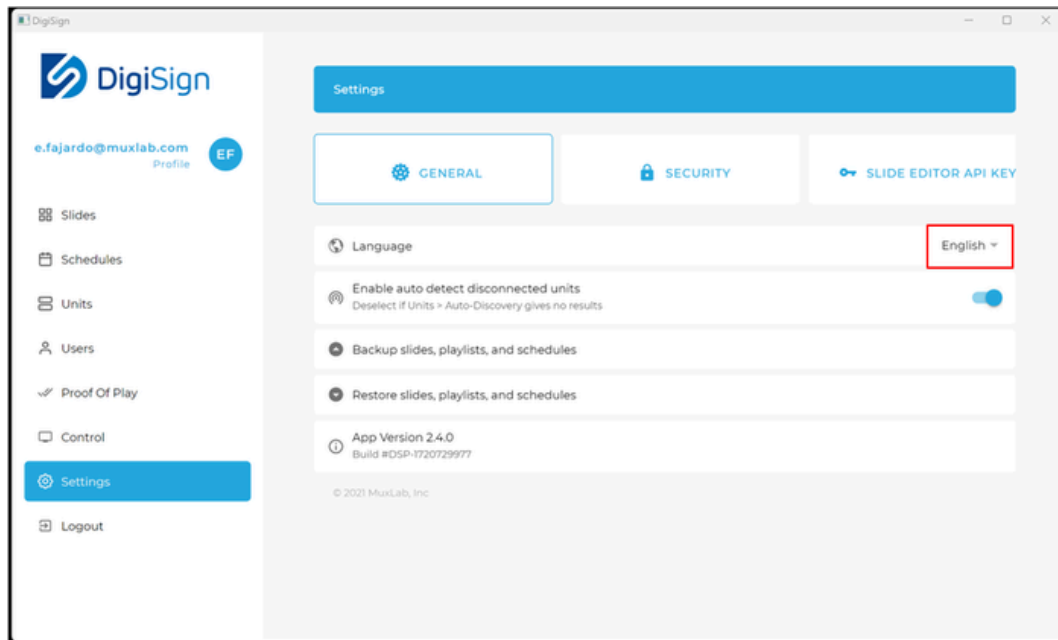 DigiSign
DigiSign
e.fajardo@muxlab.com
Profile
EF
Slides
Schedules
Units
Users
Proof Of Play
Control
Settings
Logout
Settings
GENERAL
SECURITY
SLIDE EDITOR API KEY
Language
English
Enable auto detect disconnected units
Deselect if Units > Auto-Discovery gives no results
Backup slides, playlists, and schedules
Restore slides, playlists, and schedules
App Version 2.4.0
Build #DSP-1720729977
© 2021 MuxLab, Inc